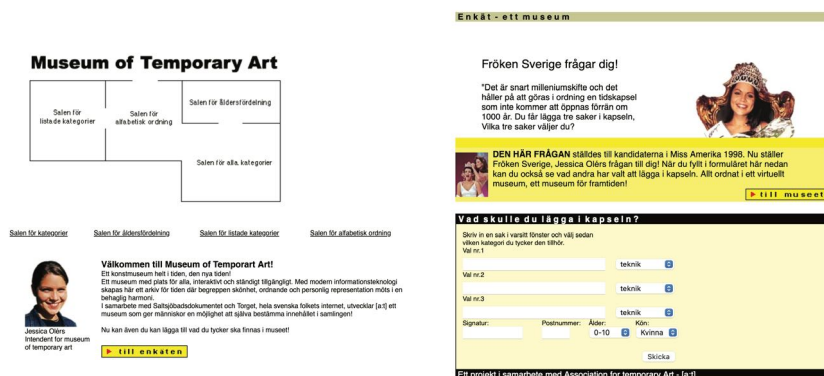 Museum of Temporary Art
Salen för
listade kategorier
Salen för
alfabetisk ordning
Salen för åldersfördelning
Salen för alla kategorier
Salen för kategorier
Salen för åldersfördelning
Salen för listade kategorier
Salen för alfabetisk ordning
Välkommen till Museum of Temporart Art!
Ett konstmuseum helt i tiden, den nya tiden!
Ett museum med plats för alla, interaktivt och ständigt tillgängligt. Med modern informationsteknologi
skapas här ett arkiv för tiden där begreppen skönhet, ordnande och personlig representation möts i en
behaglig harmoni.
I samarbete med Saltsjöbadsdokumentet och Torget, hela svenska folkets internet, utvecklar [a:t] ett
museum som ger människor en möjlighet att själva bestämma innehållet i samlingen!
Nu kan även du kan lägga till vad du tycker ska finnas i museet!
till enkäten
Jessica Olérs
Intendent for museum
of temporary art
Enkät - ett museum
Fröken Sverige frågar dig!
"Det är snart milleniumskifte och det
håller på att göras i ordning en tidskapsel
som inte kommer att öppnas förrän om
1000 år. Du får lägga tre saker i kapseln,
Vilka tre saker väljer du?
DEN HÄR FRÅGAN ställdes till kandidaterna i Miss Amerika 1998. Nu ställer
Fröken Sverige, Jessica Olérs frågan till dig! När du fyllt i formuläret här nedan
kan du också se vad andra har valt att lägga i kapseln. Allt ordnat i ett virtuellt
museum, ett museum för framtiden!
till museet
Vad skulle du lägga i kapseln?
Skriv in en sak i varsitt fönster och välj sedan
vilken kategori du tycker den tillhör.
Val nr.1
teknik
Val nr.2
teknik
Val nr.3
teknik
Signatur:
Postnummer:
Ålder:
Kön:
0-10
Kvinna
Skicka
Ett projekt i samarbete med Association for temporary Art - [a:t]